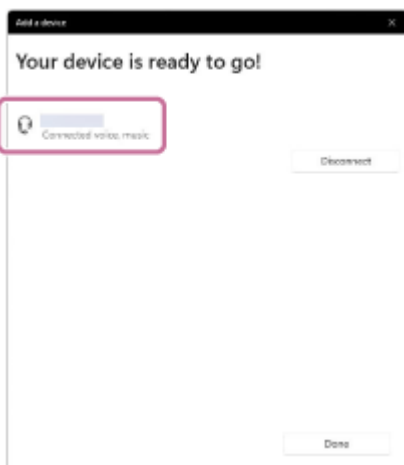 Add a device
Your device is ready to go!
Connected voice, music
Disconnect
Done